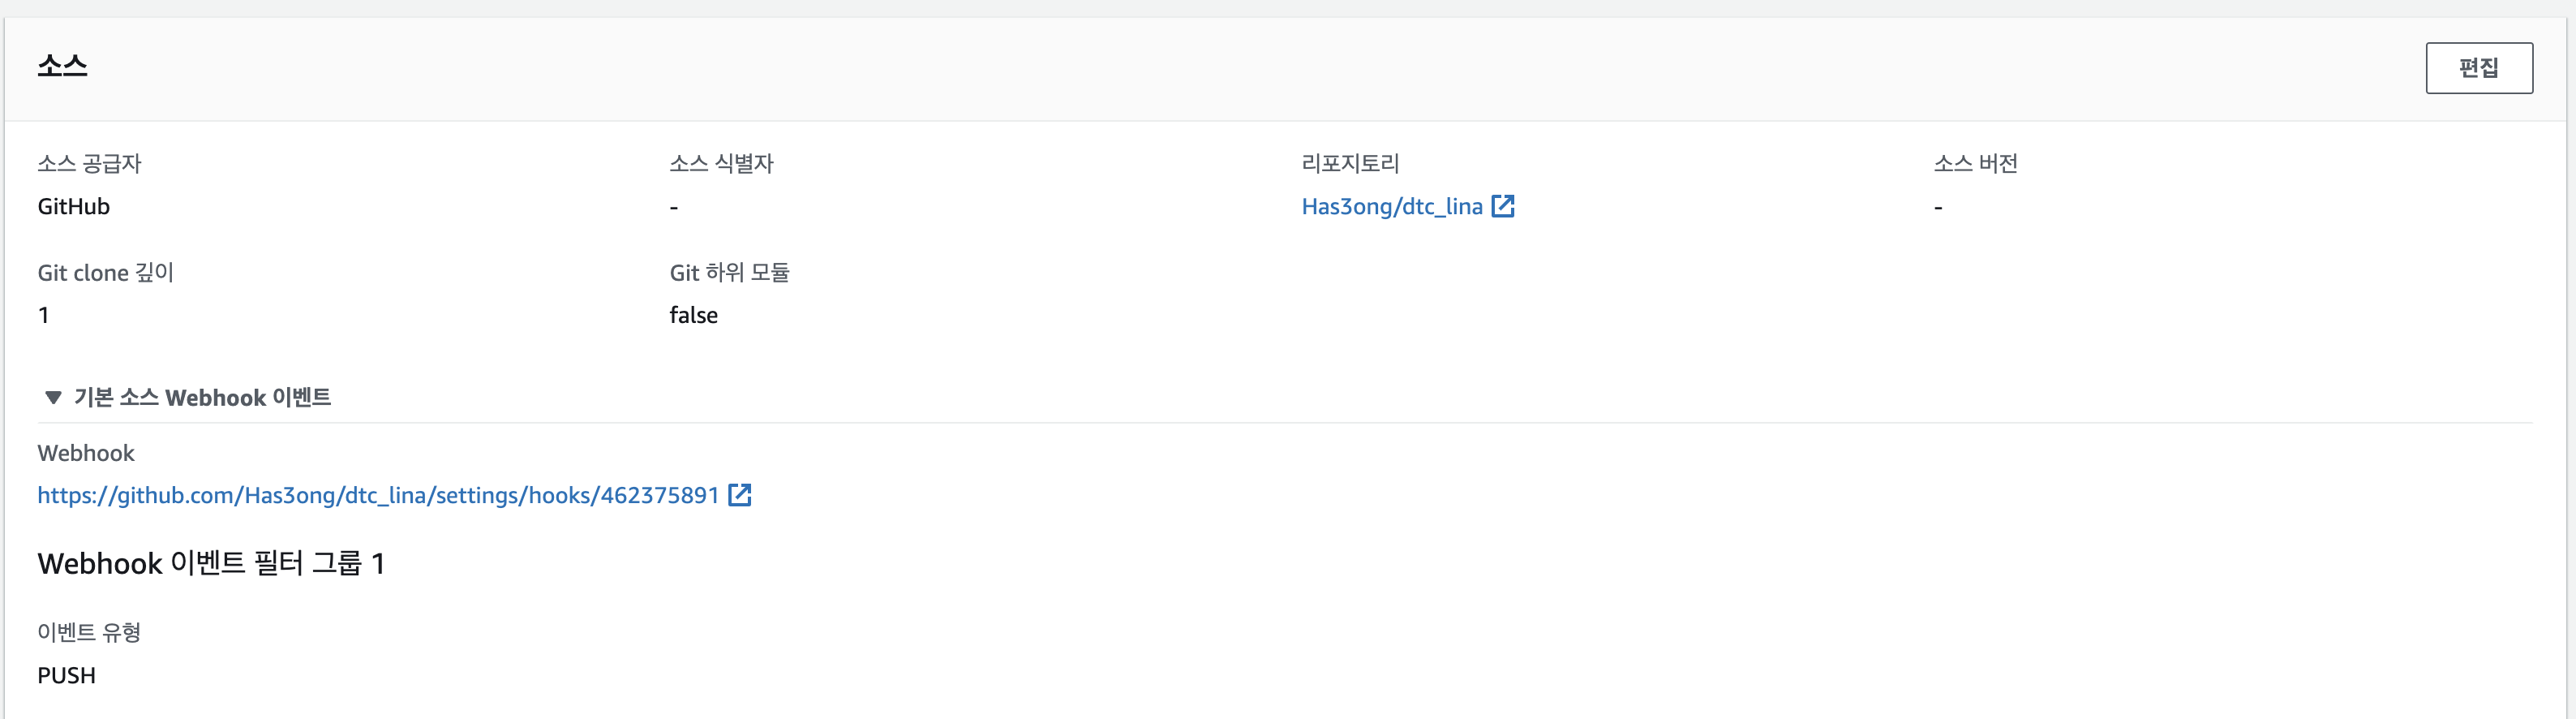 소스
편집
소스 공급자 소스 식별자 리포지토리 소스 버전
GitHub - Has3ong/dtc_lina -
Git clone 깊이 Git 하위 모듈
1 false
기본 소스 Webhook 이벤트
Webhook
https://github.com/Has3ong/dtc_lina/settings/hooks/462375891
Webhook 이벤트 필터 그룹 1
이벤트 유형
PUSH